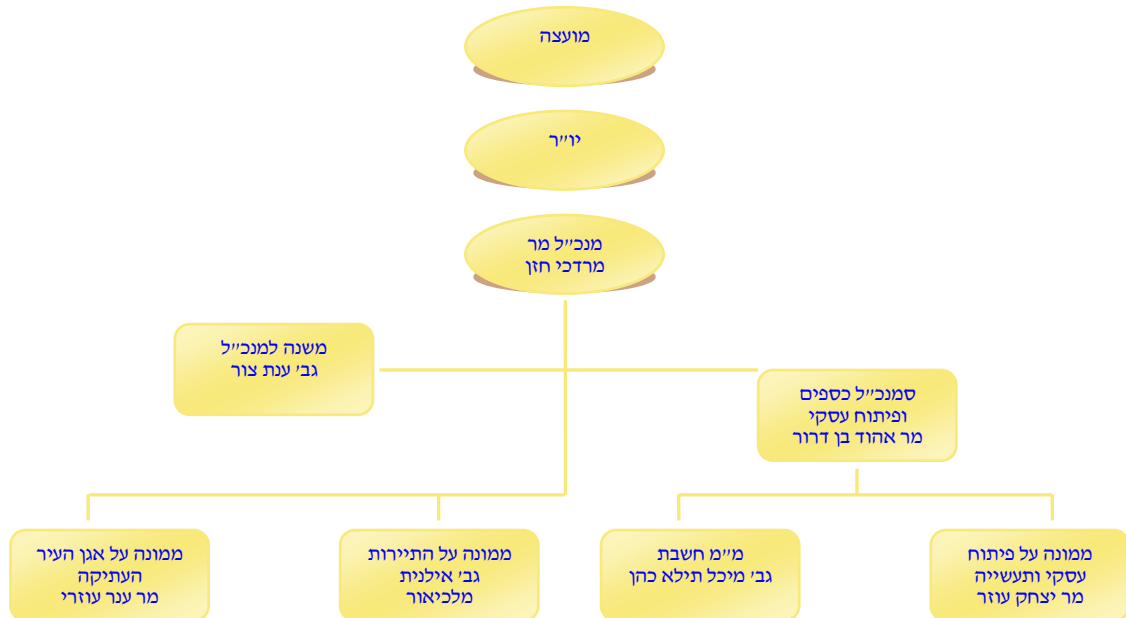 מועצה
יו״ר
מנכ״ל מר
מרדכי חזן
משנה למנכ״ל
גב׳ ענת צור
סמנכ״ל כספים
ופיתוח עסקי
מר אהוד בן דרור
ממונה על פיתוח
עסקי ותעשייה
מר יצחק עוזר
מ״מ חשבת
גב׳ מיכל תילא כהן
ממונה על התיירות
גב׳ אילנית
מלכיאור
ממונה על אגן העיר
העתיקה
מר ענר עוזרי